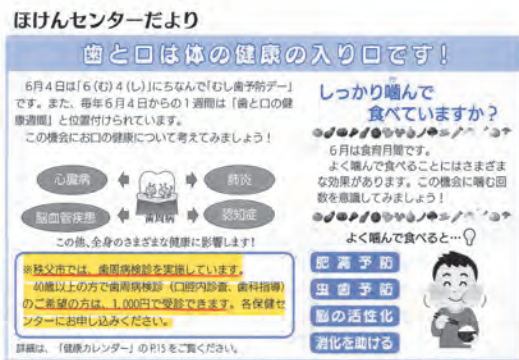 ほけんセンターだより
歯と口は体の健康の入り口です!
6月4日は「6(む)4(し)」にちなんで「むし歯予防デー」
です。また、毎年6月4日からの1週間は「歯と口の健
康週間」と位置付けられています。
この機会にお口の健康について考えてみましょう!
心臓病
肺炎
脳血管疾患
歯周病
認知症
この他、全身のさまざまな健康に影響します!
※秩父市では、歯周病検診を実施しています。
40歳以上の方で歯周病検診(口腔内診査、歯科指導)
のご希望の方は、1,000円で受診できます。各保健セ
ンターにお申し込みください。
詳細は、「健康カレンダー」のP.15をご覧ください。
しっかり噛んで
食べていますか?
6月は食育月間です。
よく噛んで食べることにはさまざま
な効果があります。この機会に噛む回
数を意識してみましょう!
よく噛んで食べると…
肥満予防
虫歯予防
脳の活性化
消化を助ける